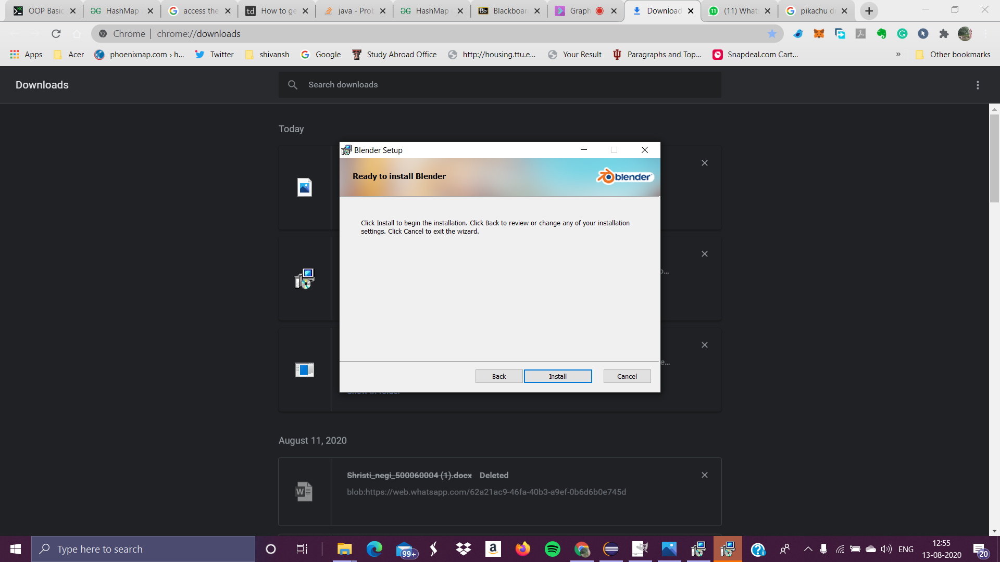 OOP Basic
HashMap
access the
How to ge
java - Prob
HashMap
Blackboar
Graph
Download
(11) What
pikachu d
Chrome | chrome://downloads
Apps
Acer
phoenixnap.com › h...
Twitter
shivansh
Google
Study Abroad Office
http://housing.ttu.e...
Your Result
Paragraphs and Top...
Snapdeal.com Cart...
»
Other bookmarks
Downloads
Search downloads
Today
Blender Setup
Ready to install Blender
blender
Click Install to begin the installation. Click Back to review or change any of your installation
settings. Click Cancel to exit the wizard.
Back
Install
Cancel
Show in folder
August 11, 2020
Shristi_negi_500060004 (1).docx Deleted
blob:https://web.whatsapp.com/62a21ac9-46fa-40b3-a9ef-0b6d6b0e745d
Type here to search
99+
ENG
12:55
13-08-2020
20